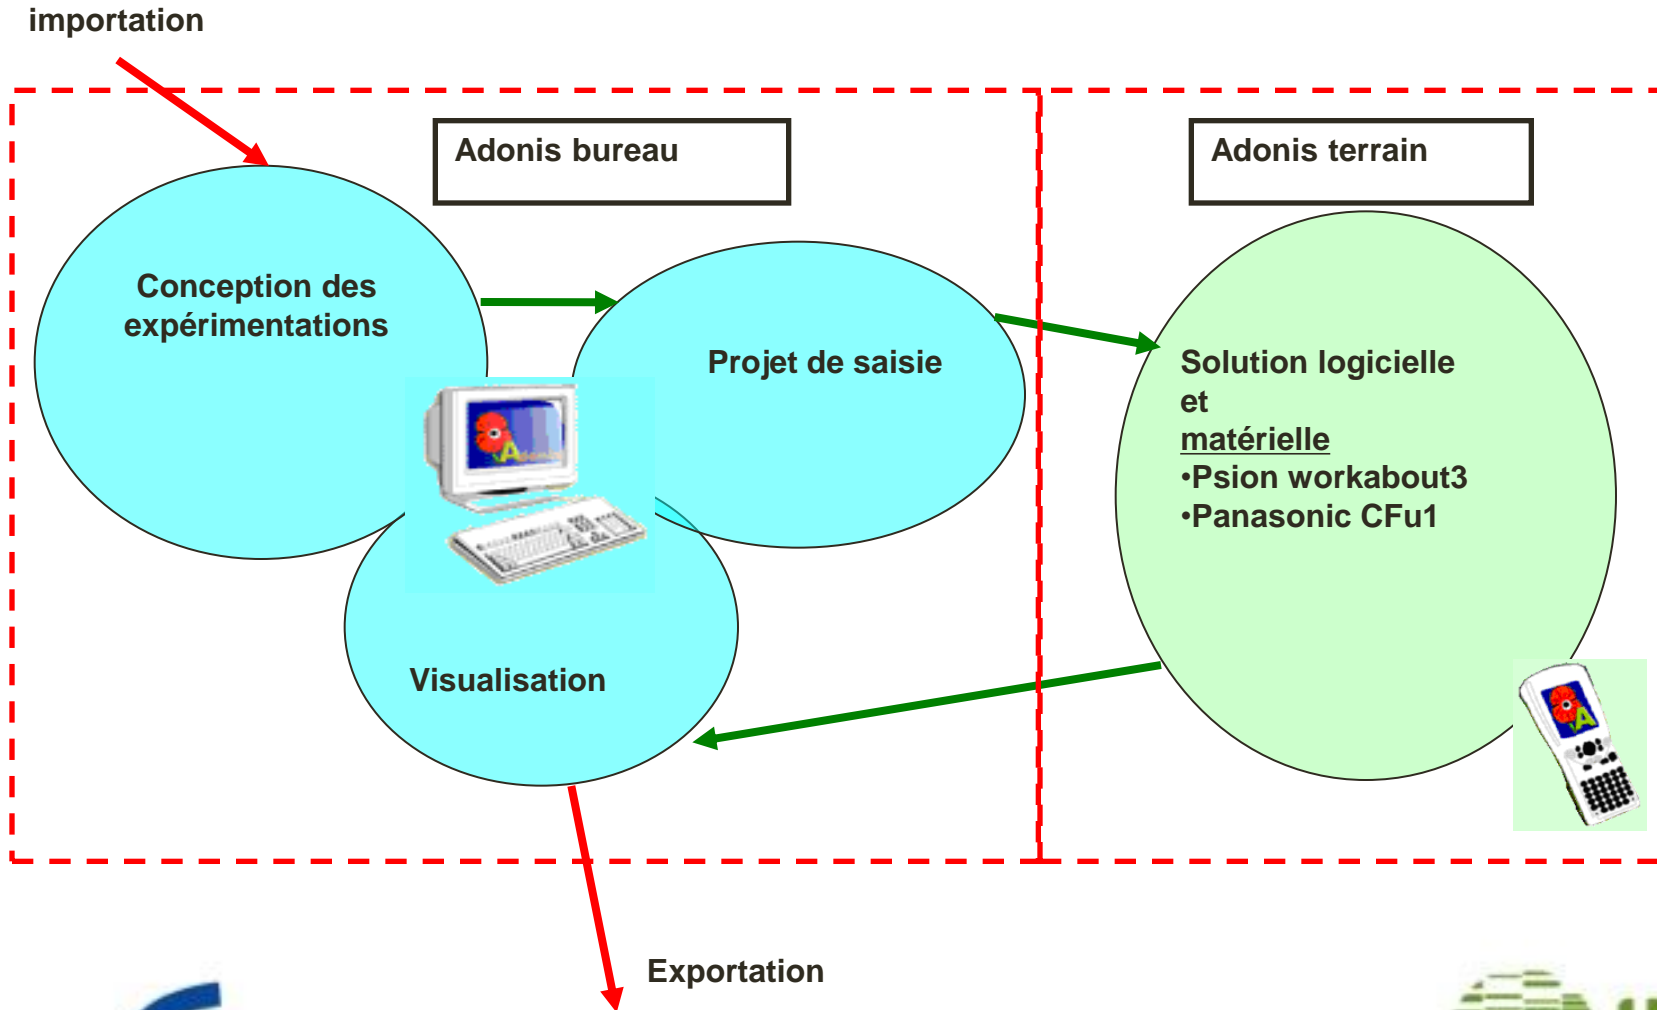 importation
Adonis bureau
Adonis terrain
Conception des
expérimentations
Projet de saisie
Solution logicielle
et
matérielle
•Psion workabout3
•Panasonic CFu1
Adonis
A
Visualisation
Exportation